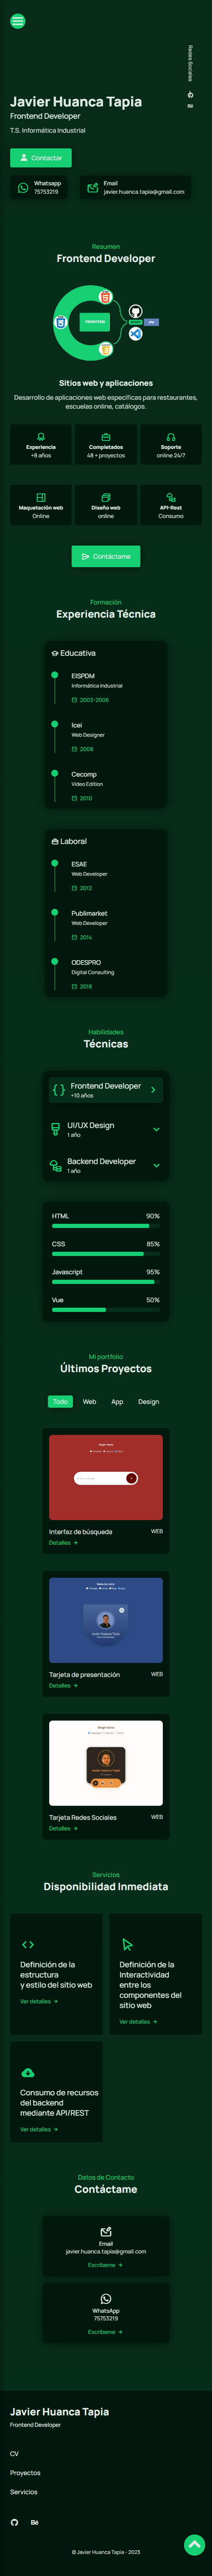 Redes Sociales
Javier Huanca Tapia
Frontend Developer
T.S. Informática Industrial
Bē
Contactar
Whatsapp
75753219
Email
javier.huanca.tapia@gmail.com
Resumen
Frontend Developer
FRONTEND
Sitios web y aplicaciones
Desarrollo de aplicaciones web específicas para restaurantes,
escuelas online, catálogos.
Experiencia
+8 años
Completados
48 + proyectos
Soporte
online 24/7
Maquetación web
Online
Diseño web
online
API-Rest
Consumo
Contáctame
Formación
Experiencia Técnica
Educativa
EISPDM
Informática Industrial
2003-2006
Icei
Web Designer
2008
Cecomp
Video Edition
2010
Laboral
ESAE
Web Developer
2012
Publimarket
Web Developer
2014
ODESPRO
Digital Consulting
2018
Habilidades
Técnicas
Frontend Developer
+10 años
UI/UX Design
1 año
Backend Developer
1 año
HTML 90%
CSS 85%
Javascript 95%
Vue 50%
Mi portfolio
Últimos Proyectos
Todo Web App Design
Interfaz de búsqueda WEB
Detalles
Tarjeta de presentación WEB
Detalles
Tarjeta Redes Sociales WEB
Detalles
Servicios
Disponibilidad Inmediata
Definición de la
estructura
y estilo del sitio web
Ver detalles
Definición de la
Interactividad
entre los
componentes del
sitio web
Ver detalles
Consumo de recursos
del backend
mediante API/REST
Ver detalles
Datos de Contacto
Contáctame
Email
javier.huanca.tapia@gmail.com
Escribeme
WhatsApp
75753219
Escribeme
Javier Huanca Tapia
Frontend Developer
CV
Proyectos
Servicios
Bē
© Javier Huanca Tapia - 2023